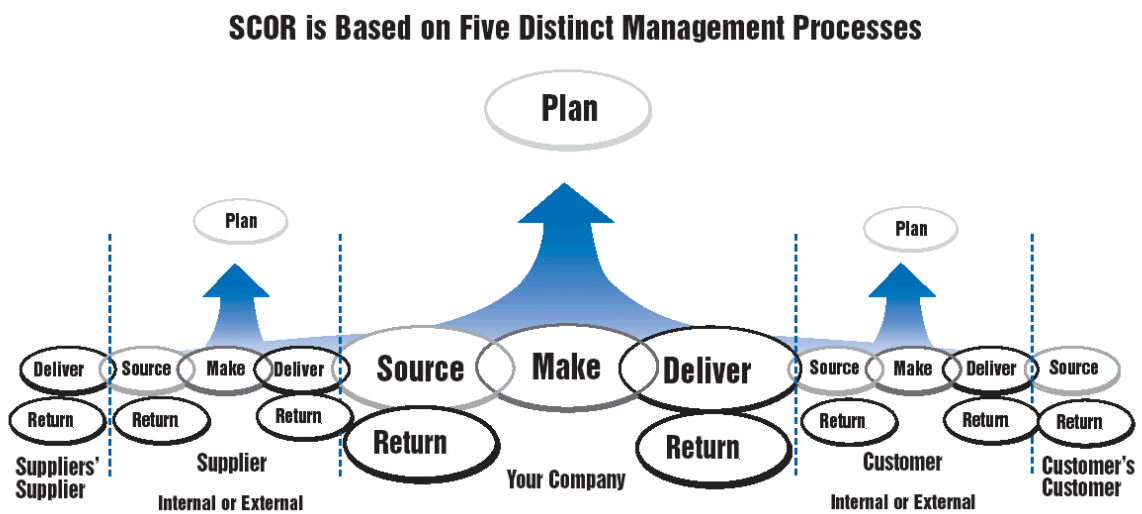 SCOR is Based on Five Distinct Management Processes
Plan
Plan
Plan
Deliver
Source
Make
Deliver
Source
Make
Deliver
Source
Make
Deliver
Source
Return
Return
Return
Return
Return
Return
Return
Return
Suppliers'
Supplier
Supplier
Internal or External
Your Company
Customer
Internal or External
Customer's
Customer